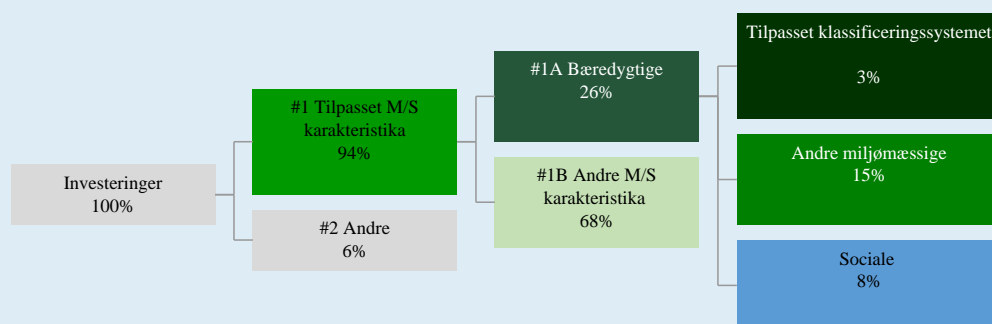 Investeringer
100%
#1 Tilpasset M/S
karakteristika
94%
#2 Andre
6%
#1A Bæredygtige
26%
#1B Andre M/S
karakteristika
68%
Tilpasset klassificeringssystemet
3%
Andre miljømæssige
15%
Sociale
8%